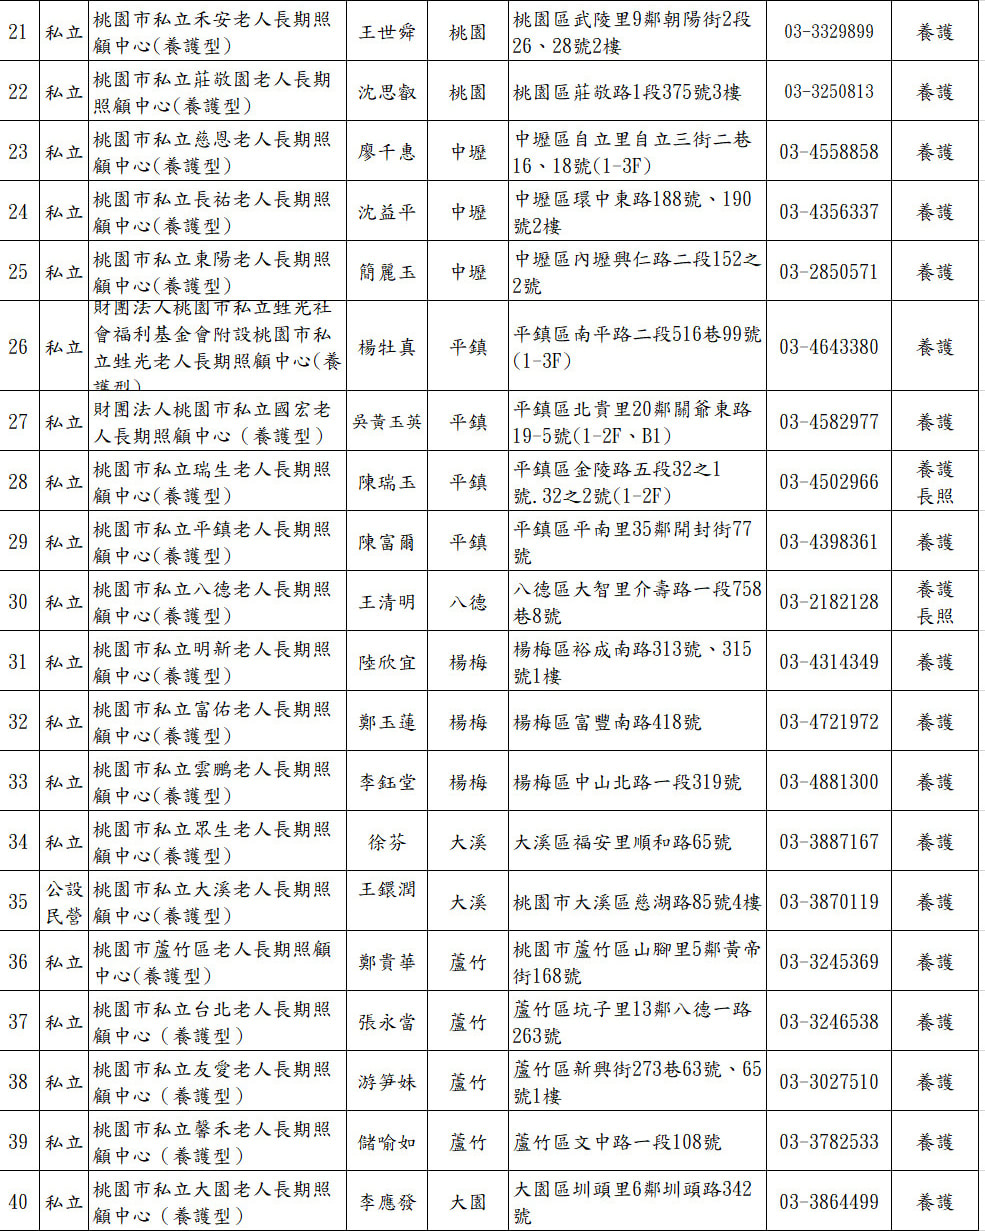 21 私立 桃園市私立禾安老人長期照 王世舜 桃園 桃園區武陵里9鄰朝陽街2段 03-3329899 養護
顧中心(養護型) 26、28號2樓
22 私立 桃園市私立莊敬園老人長期 沈思叡 桃園 桃園區莊敬路1段375號3樓 03-3250813 養護
照顧中心(養護型)
23 私立 桃園市私立慈恩老人長期照 廖千惠 中壢 中壢區自立里自立三街二巷 03-4558858 養護
顧中心(養護型) 16、18號(1-3F)
24 私立 桃園市私立長祐老人長期照 沈益平 中壢 中壢區環中東路188號、190 03-4356337 養護
顧中心(養護型) 號2樓
25 私立 桃園市私立東陽老人長期照 簡麗玉 中壢 中壢區內壢興仁路二段152之 03-2850571 養護
顧中心(養護型) 2號
財團法人桃園市私立甡光社
26 私立 會福利基金會附設桃園市私 楊牡真 平鎮 平鎮區南平路二段516巷99號 03-4643380 養護
立甡光老人長期照顧中心(養 (1-3F)
護型)
27 私立 財團法人桃園市私立國宏老 吳黃玉英 平鎮 平鎮區北貴里20鄰關爺東路 03-4582977 養護
人長期照顧中心（養護型） 19-5號(1-2F、B1)
28 私立 桃園市私立瑞生老人長期照 陳瑞玉 平鎮 平鎮區金陵路五段32之1 03-4502966 養護
顧中心(養護型) 號.32之2號(1-2F) 長照
29 私立 桃園市私立平鎮老人長期照 陳富爾 平鎮 平鎮區平南里35鄰開封街77 03-4398361 養護
顧中心(養護型) 號
30 私立 桃園市私立八德老人長期照 王清明 八德 八德區大智里介壽路一段758 03-2182128 養護
顧中心(養護型) 巷8號 長照
31 私立 桃園市私立明新老人長期照 陸欣宜 楊梅 楊梅區裕成南路313號、315 03-4314349 養護
顧中心(養護型) 號1樓
32 私立 桃園市私立富佑老人長期照 鄭玉蓮 楊梅 楊梅區富豐南路418號 03-4721972 養護
顧中心(養護型)
33 私立 桃園市私立雲鵬老人長期照 李鈺堂 楊梅 楊梅區中山北路一段319號 03-4881300 養護
顧中心(養護型)
34 私立 桃園市私立眾生老人長期照 徐芬 大溪 大溪區福安里順和路65號 03-3887167 養護
顧中心(養護型)
35 公設 桃園市私立大溪老人長期照 王鐶潤 大溪 桃園市大溪區慈湖路85號4樓 03-3870119 養護
民營 顧中心(養護型)
36 私立 桃園市蘆竹區老人長期照顧 鄭貴華 蘆竹 桃園市蘆竹區山腳里5鄰黃帝 03-3245369 養護
中心(養護型) 街168號
37 私立 桃園市私立台北老人長期照 張永當 蘆竹 蘆竹區坑子里13鄰八德一路 03-3246538 養護
顧中心（養護型） 263號
38 私立 桃園市私立友愛老人長期照 游笋妹 蘆竹 蘆竹區新興街273巷63號、65 03-3027510 養護
顧中心（養護型） 號1樓
39 私立 桃園市私立馨禾老人長期照 儲喻如 蘆竹 蘆竹區文中路一段108號 03-3782533 養護
顧中心（養護型）
40 私立 桃園市私立大園老人長期照 李應發 大園 大園區圳頭里6鄰圳頭路342 03-3864499 養護
顧中心（養護型） 號